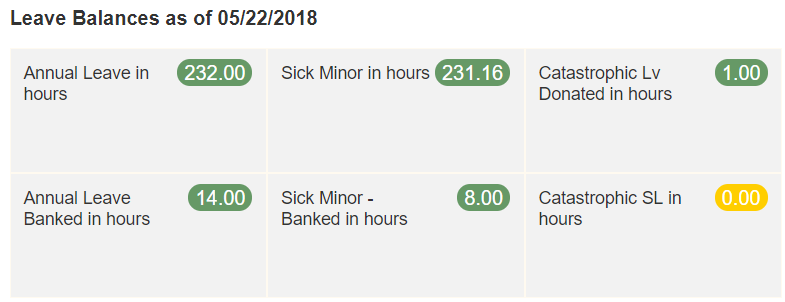 Leave Balances as of 05/22/2018
Annual Leave in
hours
232.00
Sick Minor in hours
231.16
Catastrophic Lv
Donated in hours
1.00
Annual Leave
Banked in hours
14.00
Sick Minor -
Banked in hours
8.00
Catastrophic SL in
hours
0.00